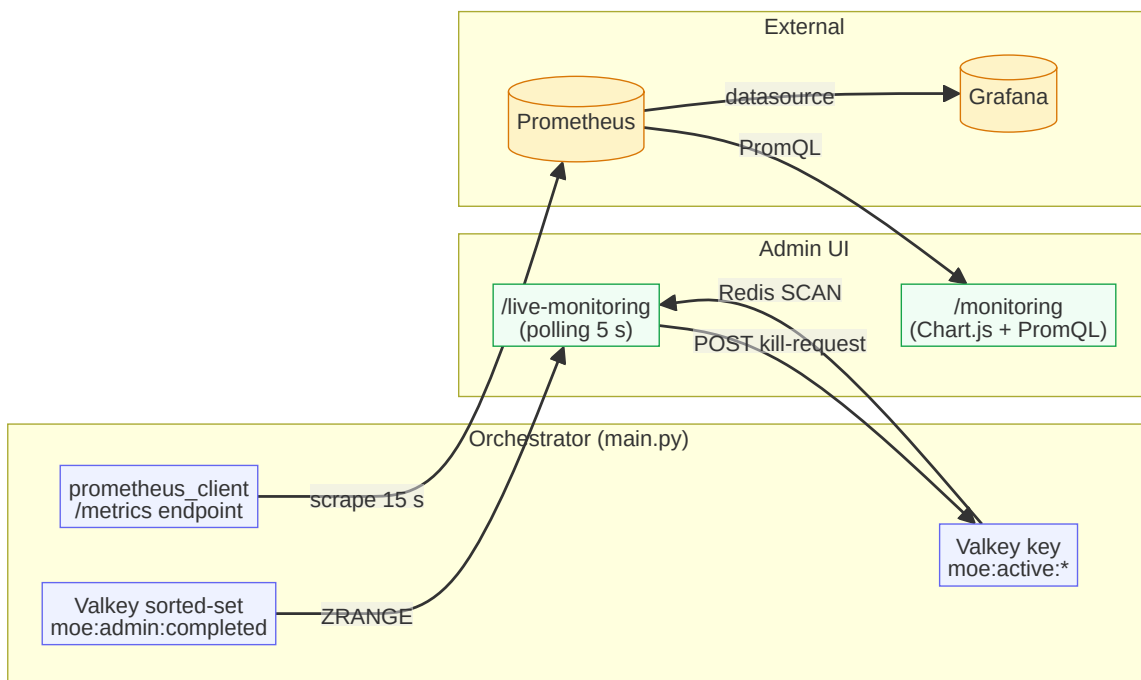 External
datasource
Grafana
Prometheus
PromQL
Admin UI
/live-monitoring
(polling 5 s)
Redis SCAN
POST kill-request
/monitoring
(Chart.js + PromQL)
Orchestrator (main.py)
prometheus_client
/metrics endpoint
scrape 15 s
Valkey key
moe:active:*
Valkey sorted-set
moe:admin:completed
ZRANGE